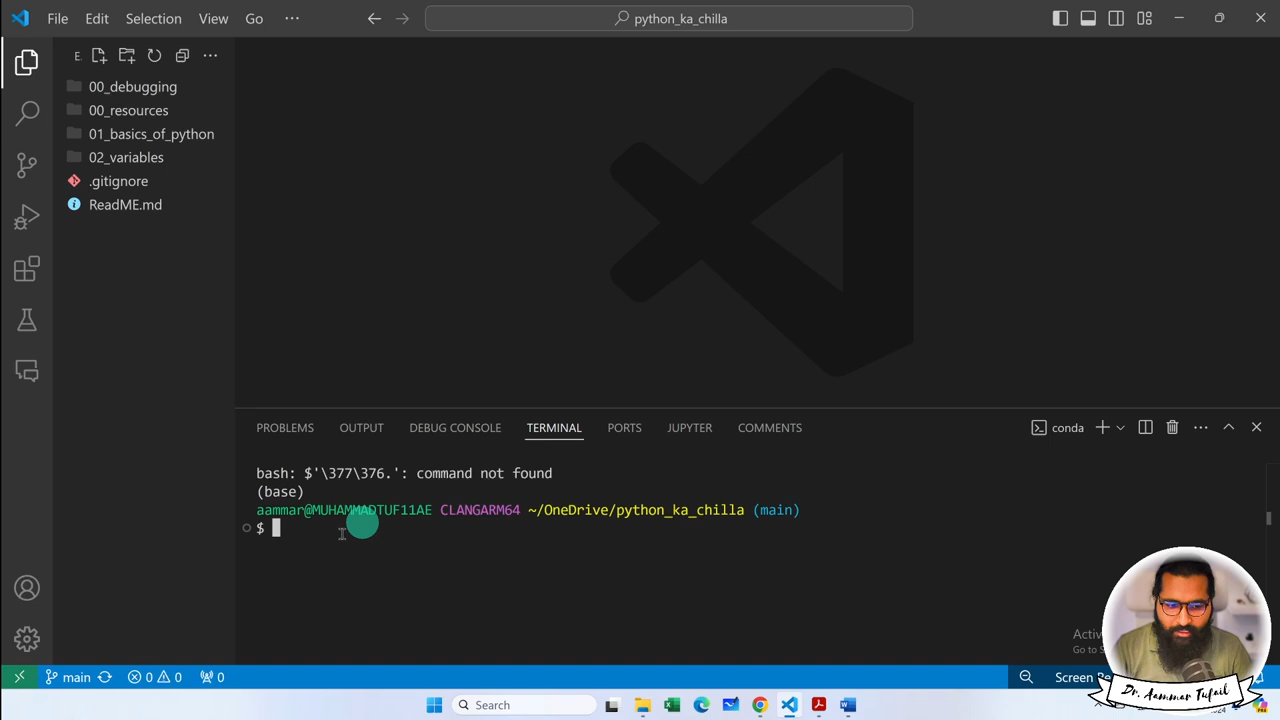 File Edit Selection View Go ···
python_ka_chilla
E.
00_debugging
00_resources
01_basics_of_python
02_variables
.gitignore
ReadME.md
PROBLEMS OUTPUT DEBUG CONSOLE TERMINAL PORTS JUPYTER COMMENTS
conda
bash: $'\377\376.': command not found
(base)
aammar@MUHAMMADTUF11AE CLANGARM64 ~/OneDrive/python_ka_chilla (main)
$
main 0 0 0
Search
Dr. Aammar Tufail